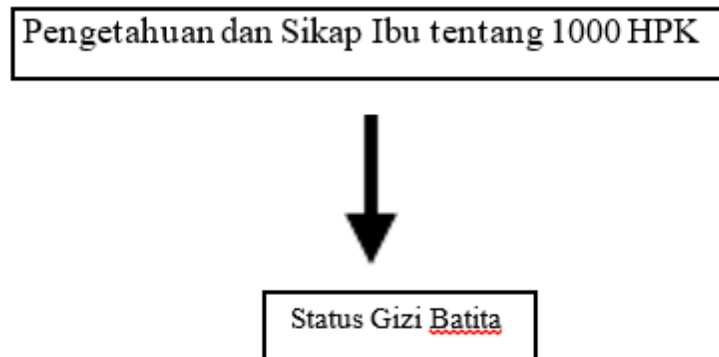 Pengetahuan dan Sikap Ibu tentang 1000 HPK
Status Gizi Batita